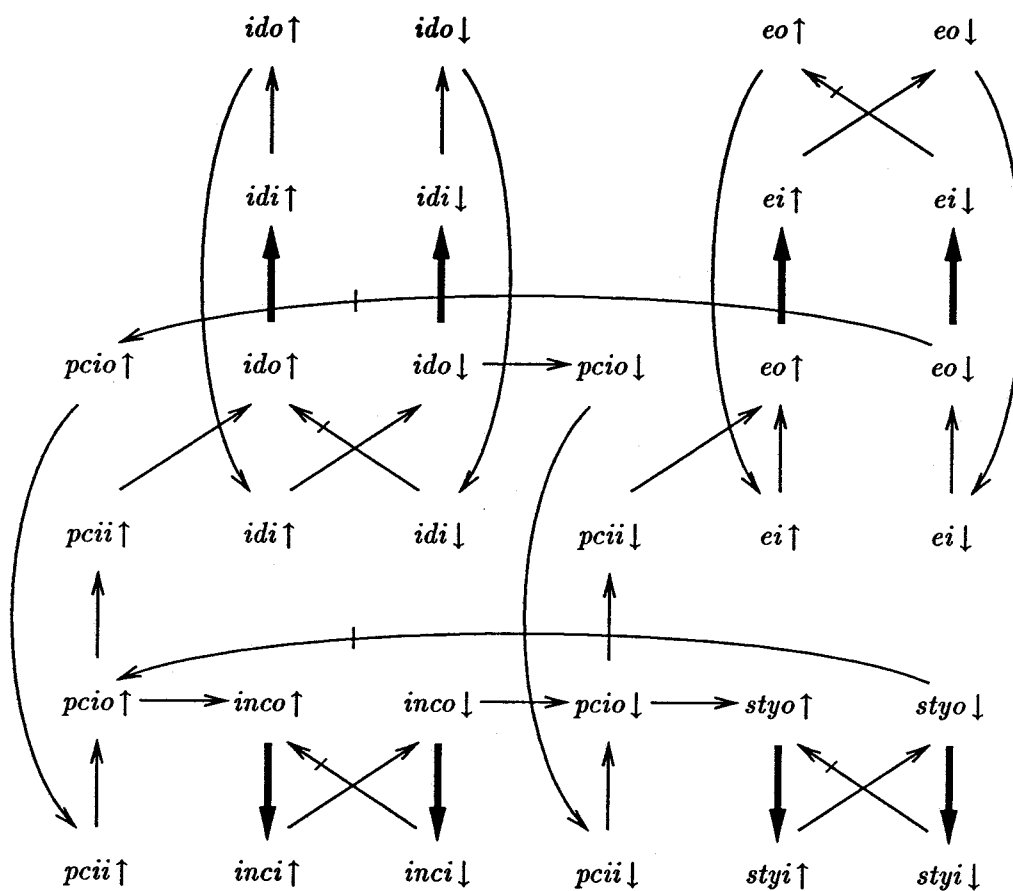 ido↑ ido↓ eo↑ eo↓
idi↑ idi↓ ei↑ ei↓
pcio↑ ido↑ ido↓ pcio↓ eo↑ eo↓
pcii↑ idi↑ idi↓ pcii↓ ei↑ ei↓
pcio↑ inco↑ inco↓ pcio↓ styo↑ styo↓
pcii↑ inci↑ inci↓ pcii↓ styi↑ styi↓